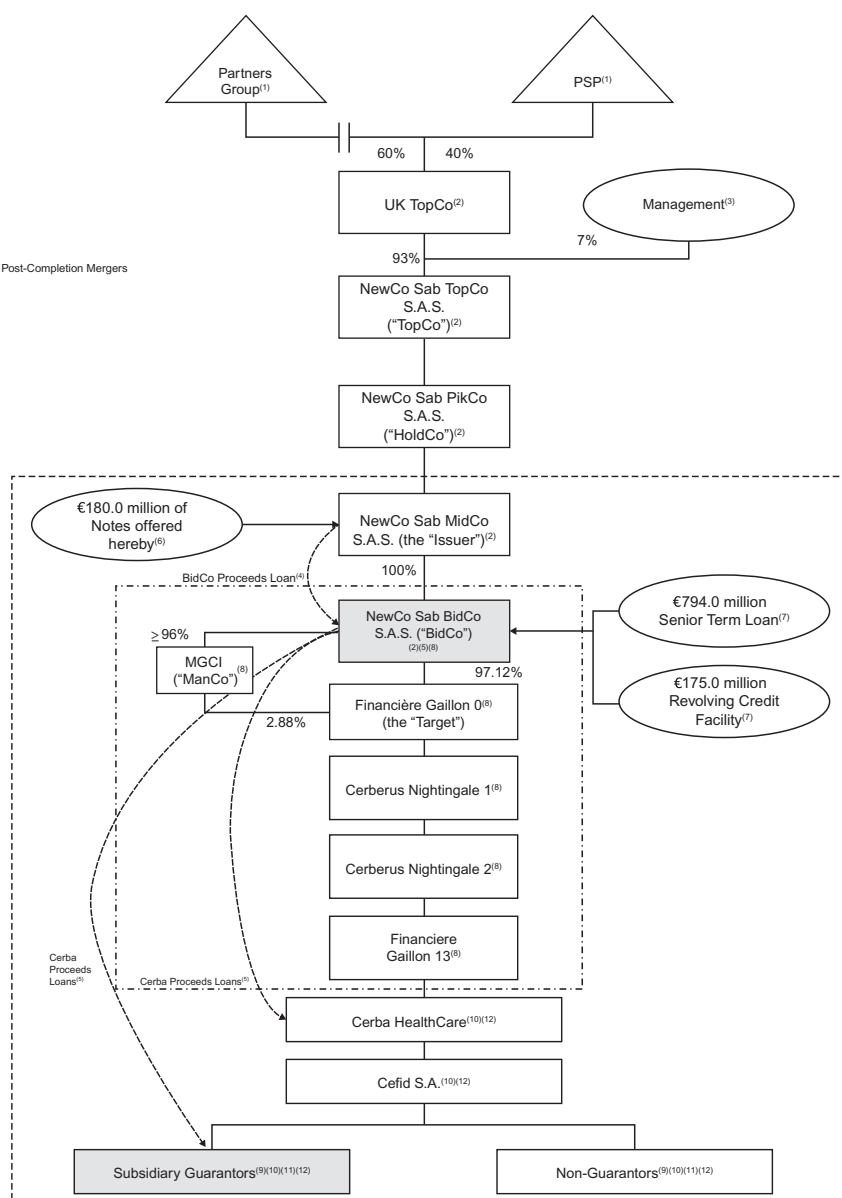 Partners
Group(1)
PSP(1)
60%
40%
UK TopCo(2)
Management(3)
7%
93%
Post-Completion Mergers
NewCo Sab TopCo
S.A.S.
(“TopCo”)(2)
NewCo Sab PikCo
S.A.S.
(“HoldCo”)(2)
€180.0 million of
Notes offered
hereby(6)
NewCo Sab MidCo
S.A.S. (the “Issuer”)(2)
100%
BidCo Proceeds Loan(4)
NewCo Sab BidCo
S.A.S. (“BidCo”)
(2)(5)(8)
€794.0 million
Senior Term Loan(7)
≥ 96%
MGCI
(“ManCo”)(8)
97.12%
€175.0 million
Revolving Credit
Facility(7)
2.88%
Financière Gaillon 0(8)
(the “Target”)
Cerberus Nightingale 1(8)
Cerberus Nightingale 2(8)
Financiere
Gaillon 13(8)
Cerba
Proceeds
Loans(5)
Cerba Proceeds Loans(5)
Cerba HealthCare(10)(12)
Cefid S.A.(10)(12)
Subsidiary Guarantors(9)(10)(11)(12)
Non-Guarantors(9)(10)(11)(12)